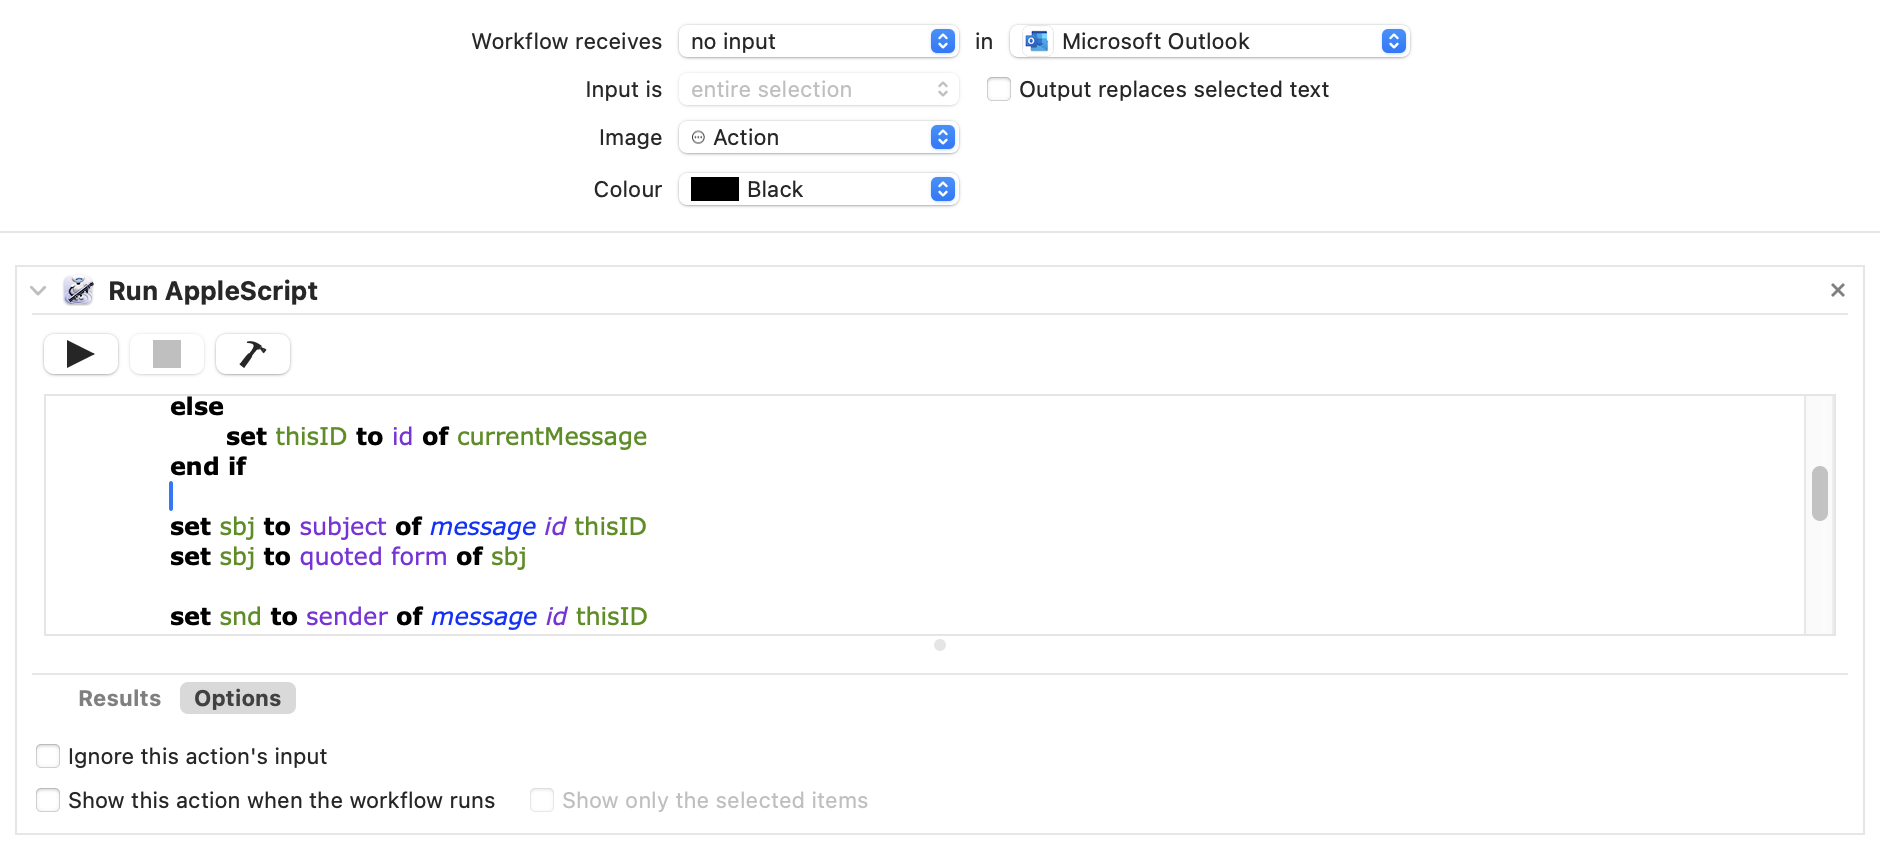 Workflow receives no input in Microsoft Outlook
Input is entire selection Output replaces selected text
Image Action
Colour Black
Run AppleScript
else
set thisID to id of currentMessage
end if
set sbj to subject of message id thisID
set sbj to quoted form of sbj
set snd to sender of message id thisID
Results Options
Ignore this action's input
Show this action when the workflow runs Show only the selected items